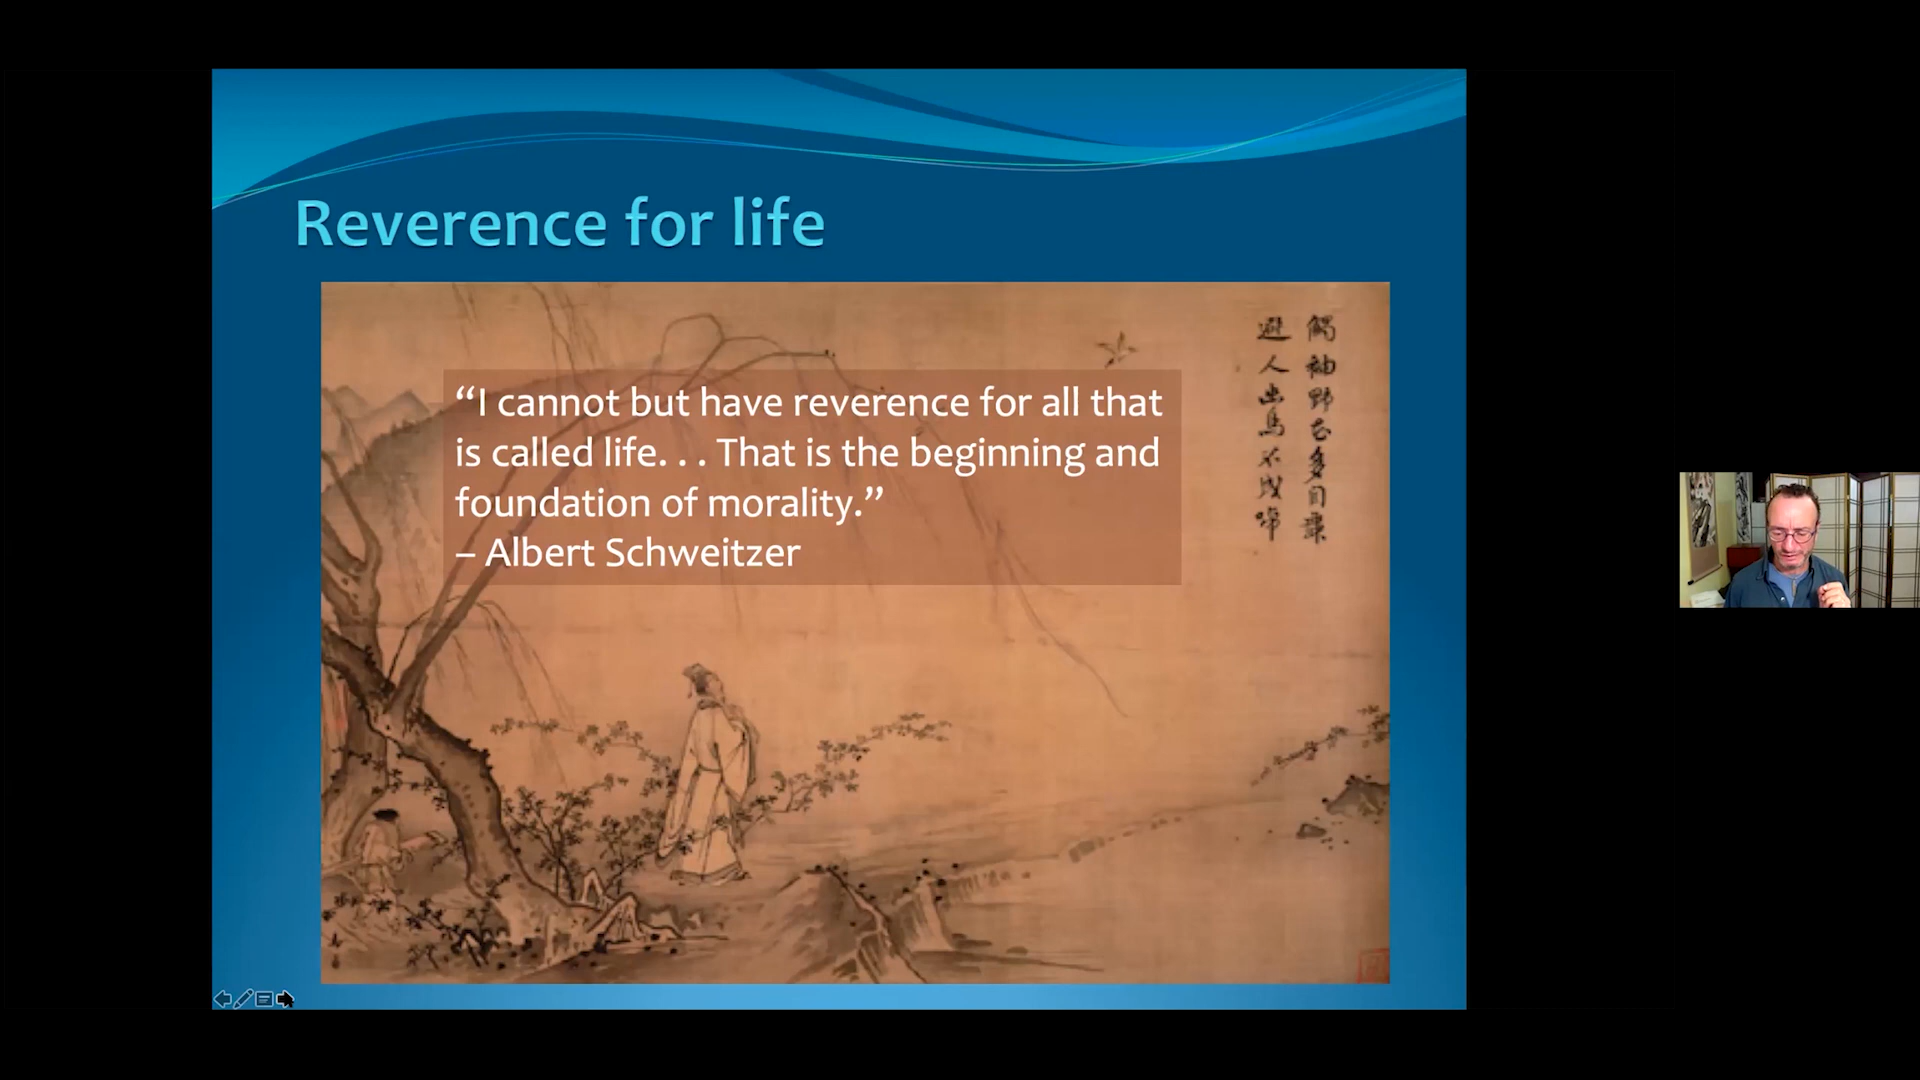 Reverence for life
“I cannot but have reverence for all that
is called life. . . That is the beginning and
foundation of morality.”
– Albert Schweitzer
觸袖野花多自舞
避人幽鳥不成啼